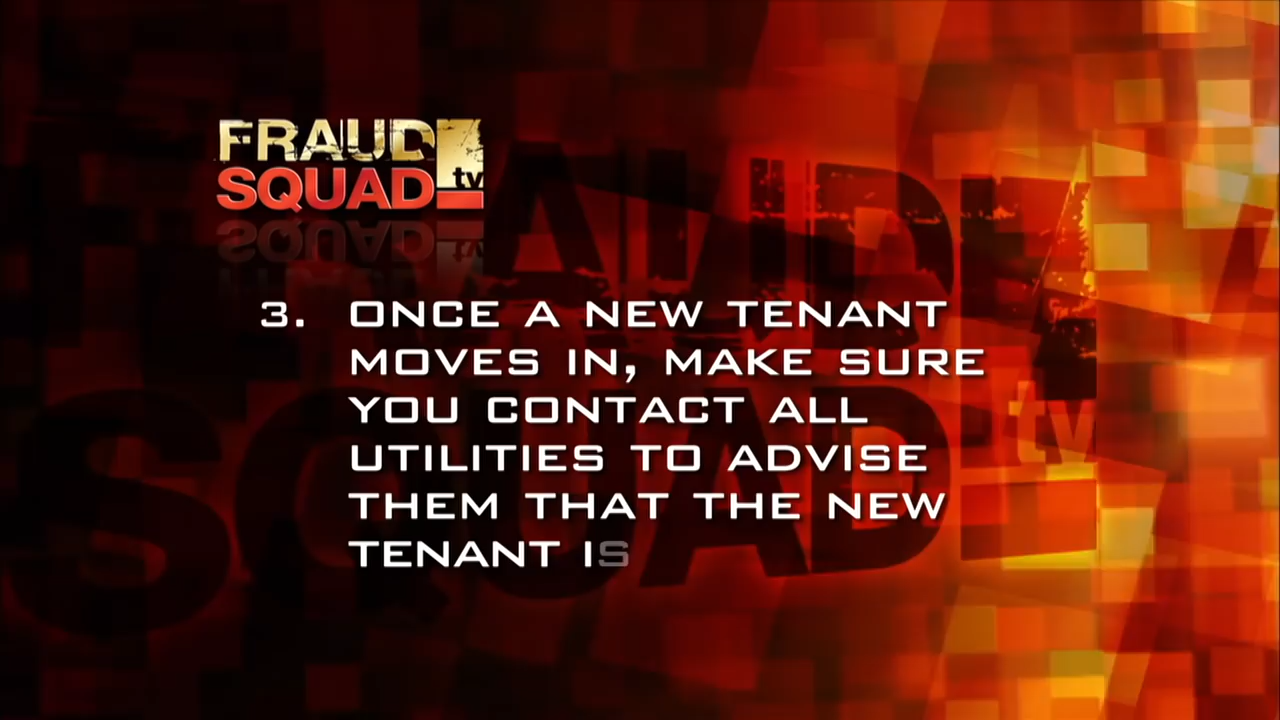 FRAUD
SQUAD tv
3. ONCE A NEW TENANT
MOVES IN, MAKE SURE
YOU CONTACT ALL
UTILITIES TO ADVISE
THEM THAT THE NEW
TENANT IS